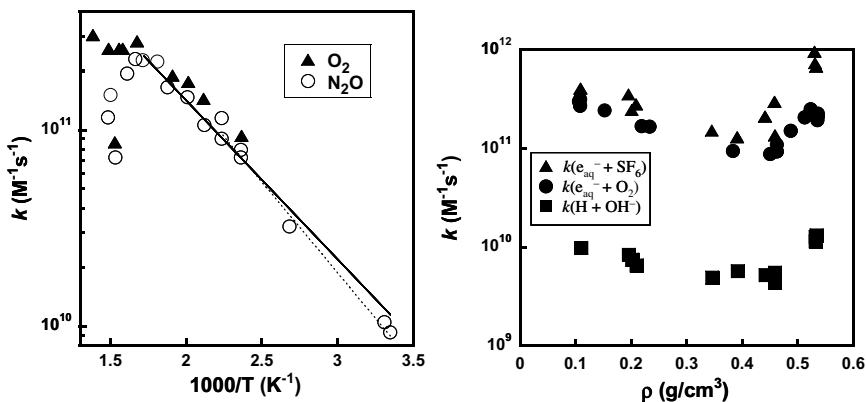 k (M⁻¹s⁻¹)
10¹¹
10¹⁰
O₂
N₂O
1.5 2 2.5 3 3.5
1000/T (K⁻¹)
k (M⁻¹s⁻¹)
10¹²
10¹¹
10¹⁰
10⁹
k(eaq⁻ + SF₆)
k(eaq⁻ + O₂)
k(H + OH⁻)
0 0.1 0.2 0.3 0.4 0.5 0.6
ρ (g/cm³)